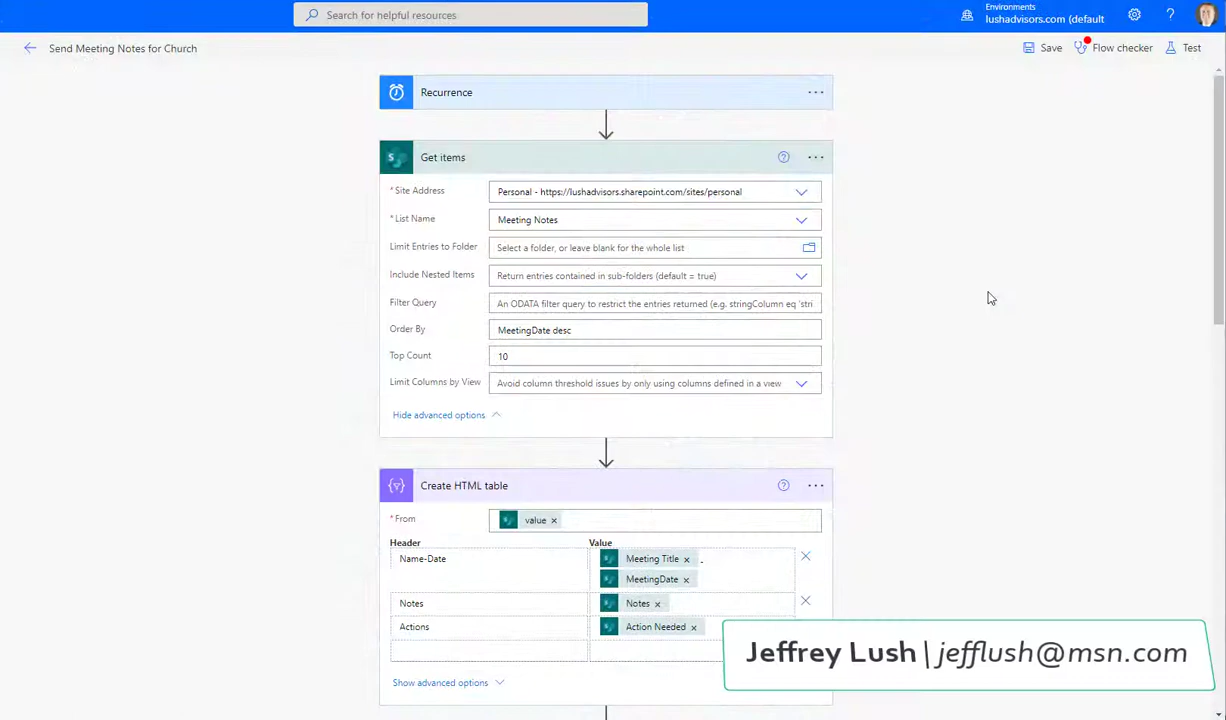 Search for helpful resources
Environments
lushadvisors.com (default
Send Meeting Notes for Church
Save
Flow checker
Test
Recurrence
Get items
* Site Address
Personal - https://lushadvisors.sharepoint.com/sites/personal
* List Name
Meeting Notes
Limit Entries to Folder
Select a folder, or leave blank for the whole list
Include Nested Items
Return entries contained in sub-folders (default = true)
Filter Query
An ODATA filter query to restrict the entries returned (e.g. stringColumn eq 'stri
Order By
MeetingDate desc
Top Count
10
Limit Columns by View
Avoid column threshold issues by only using columns defined in a view
Hide advanced options
Create HTML table
* From
value
Header
Value
Name-Date
Meeting Title -
MeetingDate
Notes
Notes
Actions
Action Needed
Show advanced options
Jeffrey Lush | jefflush@msn.com